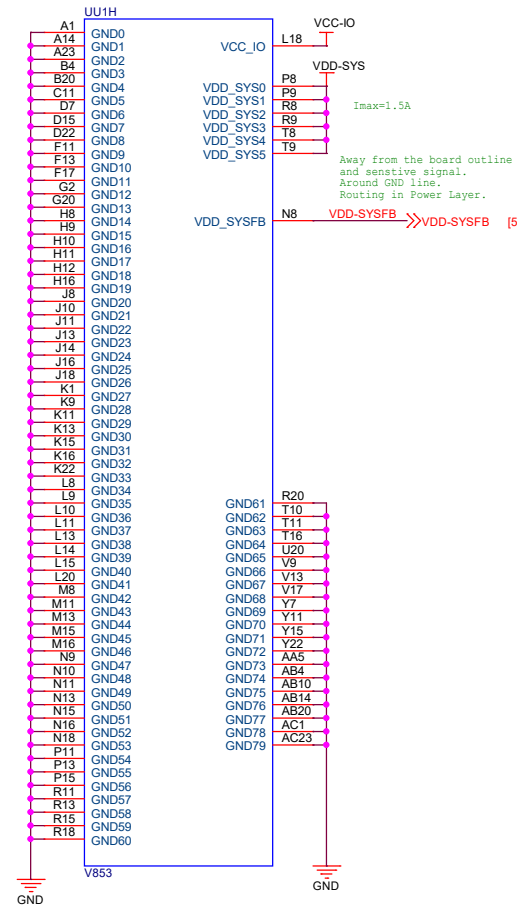 UU1H
A1 GND0
A14 GND1
A23 GND2
B4 GND3
B20 GND4
C11 GND5
D7 GND6
D15 GND7
D22 GND8
F11 GND9
F13 GND10
F17 GND11
G2 GND12
G20 GND13
H8 GND14
H9 GND15
H10 GND16
H11 GND17
H12 GND18
H16 GND19
J8 GND20
J10 GND21
J11 GND22
J13 GND23
J14 GND24
J16 GND25
J18 GND26
K1 GND27
K9 GND28
K11 GND29
K13 GND30
K15 GND31
K16 GND32
K22 GND33
L8 GND34
L9 GND35
L10 GND36
L11 GND37
L13 GND38
L14 GND39
L15 GND40
L20 GND41
M8 GND42
M11 GND43
M13 GND44
M15 GND45
M16 GND46
N9 GND47
N10 GND48
N11 GND49
N13 GND50
N15 GND51
N16 GND52
N18 GND53
P11 GND54
P13 GND55
P15 GND56
R11 GND57
R13 GND58
R15 GND59
R18 GND60
GND
VCC-IO
VCC_IO L18
VDD-SYS
VDD_SYS0 P8
VDD_SYS1 P9
VDD_SYS2 R8
VDD_SYS3 R9
VDD_SYS4 T8
VDD_SYS5 T9
Imax=1.5A
Away from the board outline
and senstive signal.
Around GND line.
Routing in Power Layer.
VDD_SYSFB N8 VDD-SYSFB VDD-SYSFB [5
GND61 R20
GND62 T10
GND63 T11
GND64 T16
GND65 U20
GND66 V9
GND67 V13
GND68 V17
GND69 Y7
GND70 Y11
GND71 Y15
GND72 Y22
GND73 AA5
GND74 AB4
GND75 AB10
GND76 AB14
GND77 AB20
GND78 AC1
GND79 AC23
GND
V853